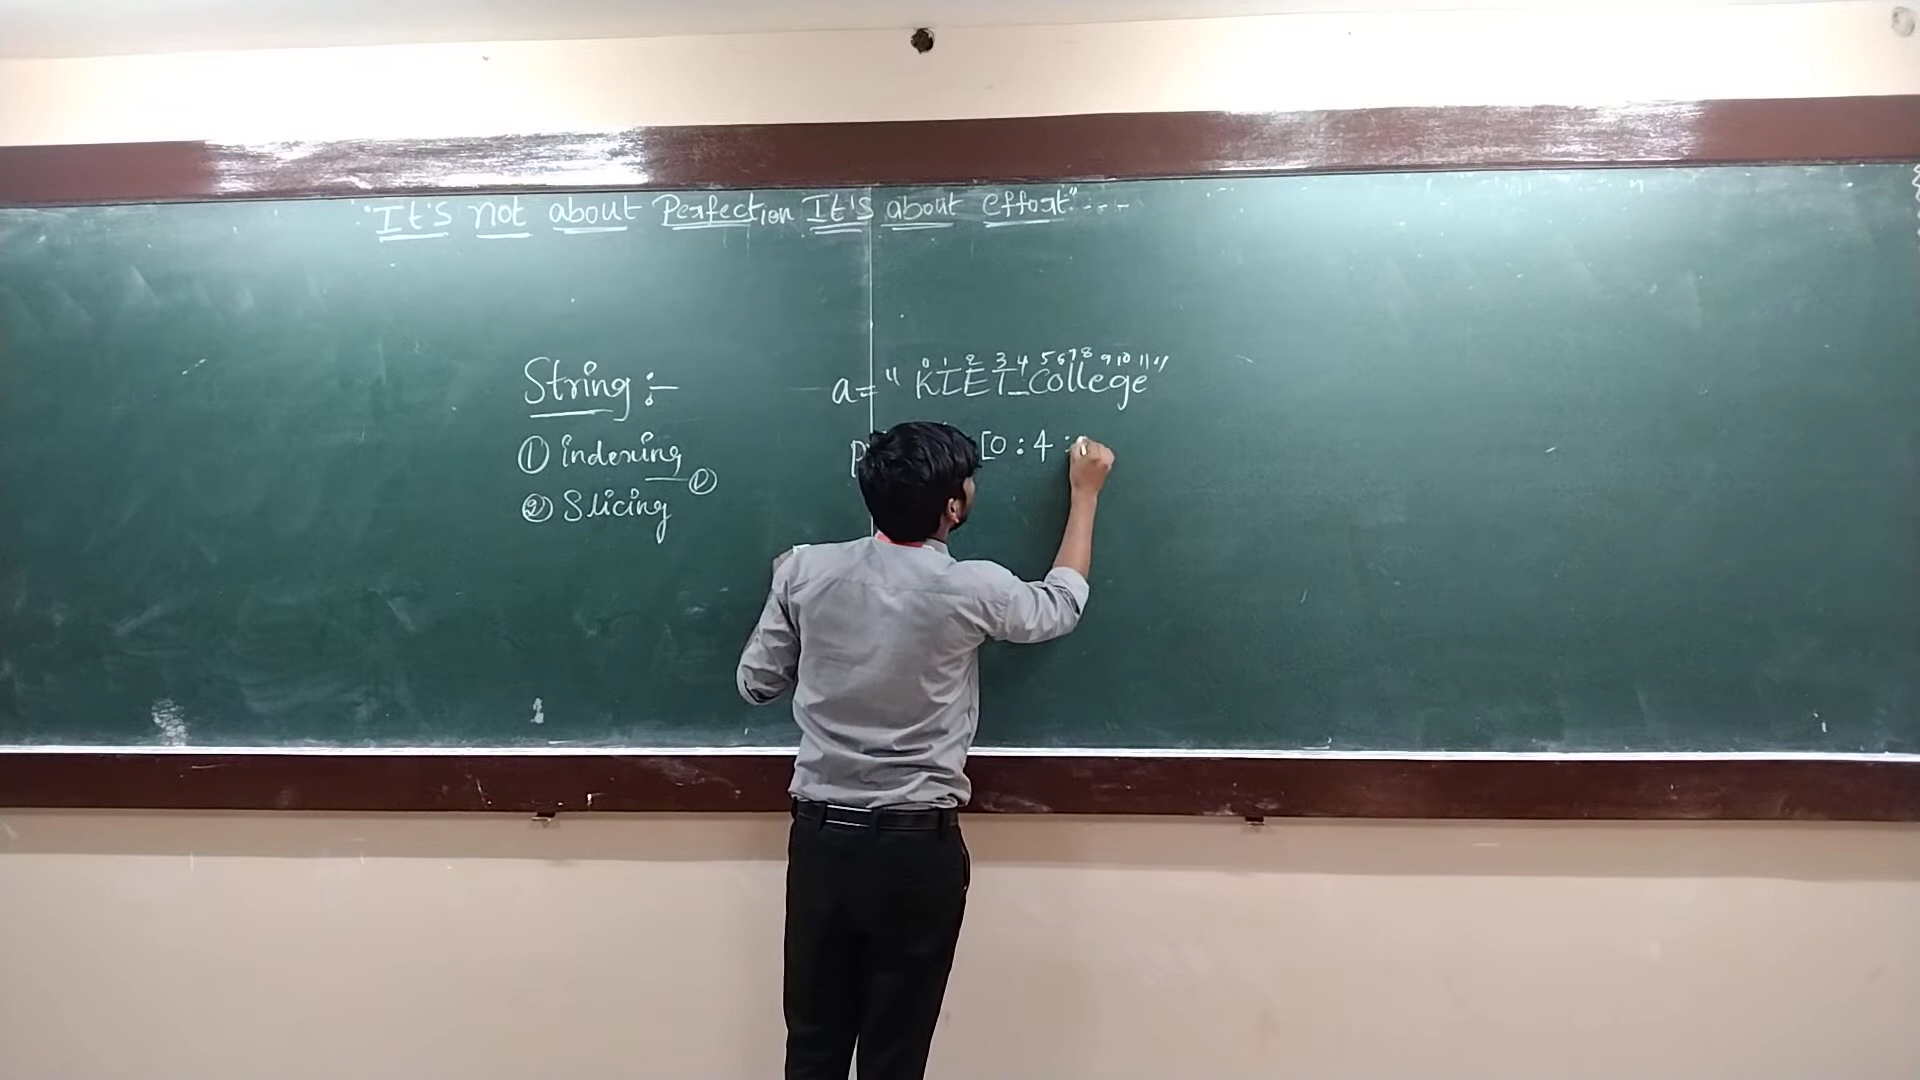 "It's not about Perfection It's about effort"----
String :-
① indexing
①
② Slicing
0 1 2 3 4 5 6 7 8 9 10 11
a = "KIET_College"
[0 : 4 :